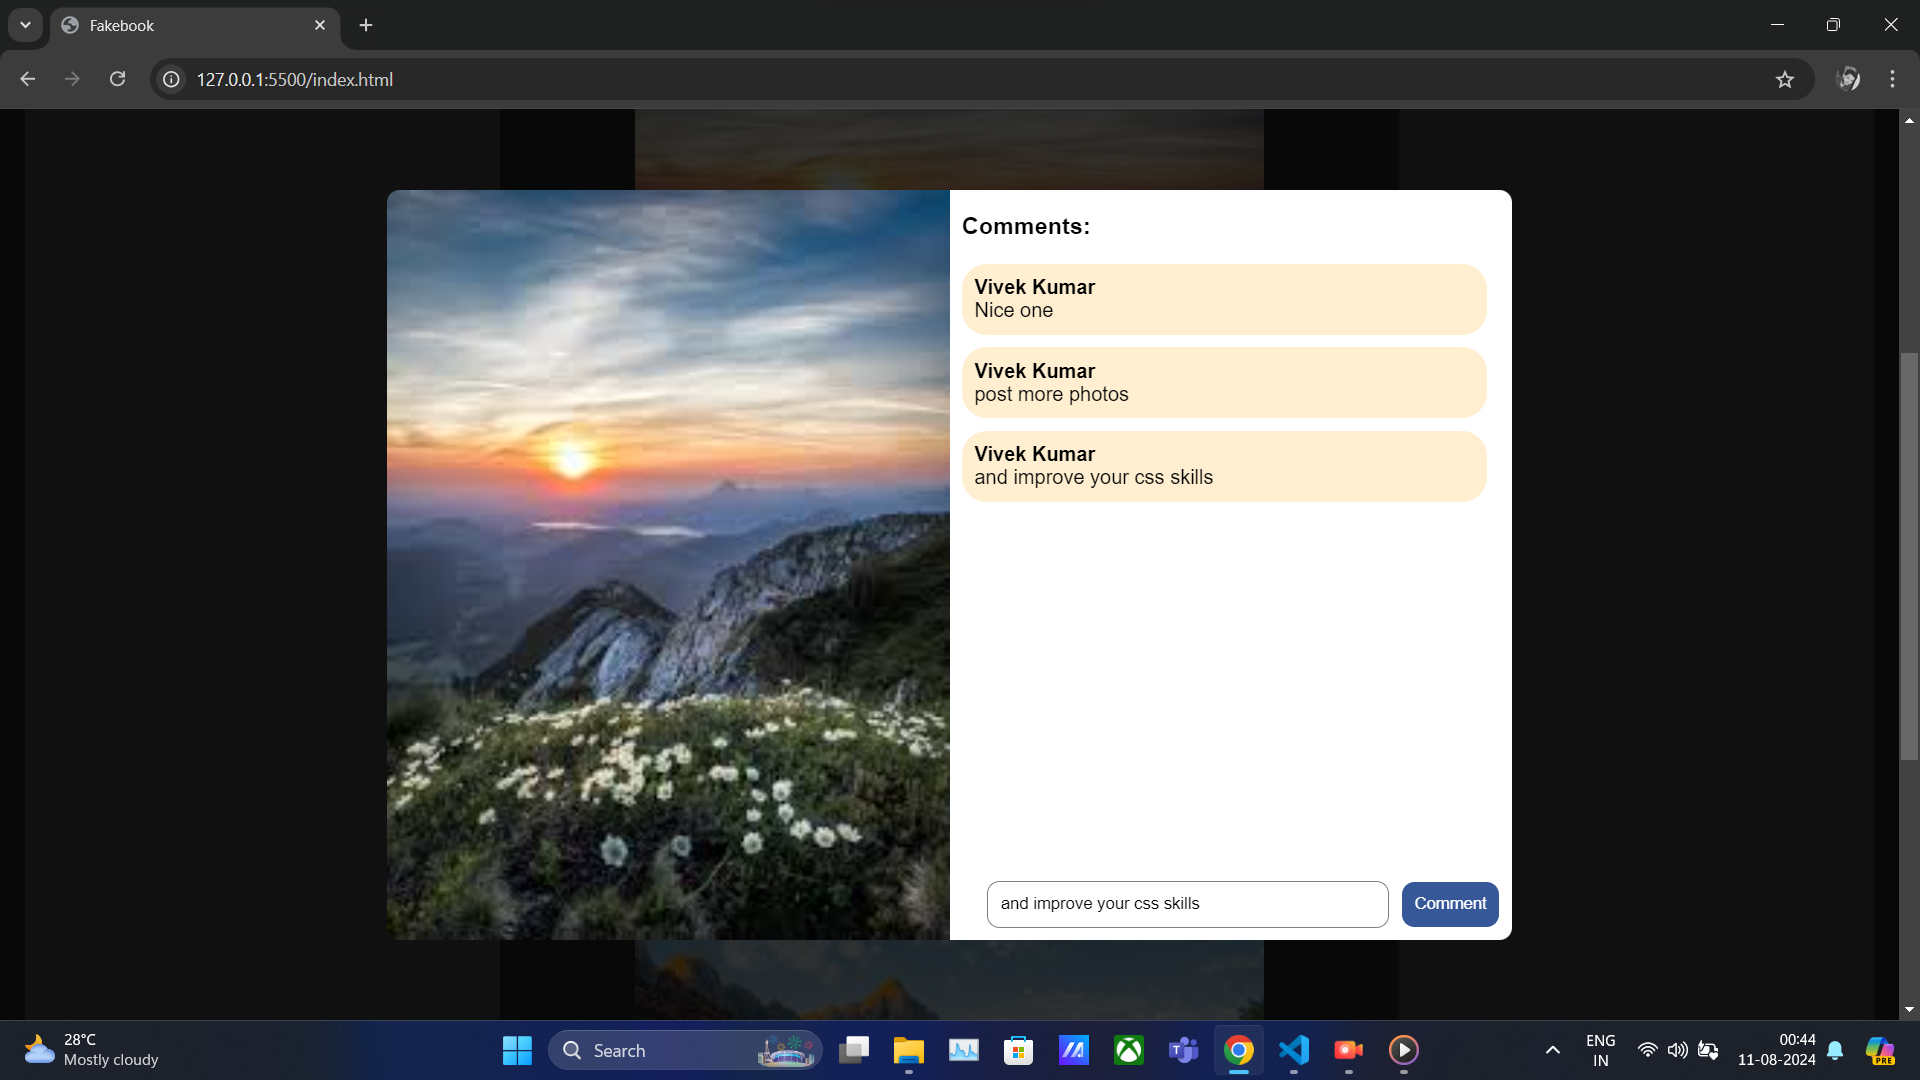 Fakebook
127.0.0.1:5500/index.html
Comments:
Vivek Kumar
Nice one
Vivek Kumar
post more photos
Vivek Kumar
and improve your css skills
and improve your css skills
Comment
28°C
Mostly cloudy
Search
ENG
IN
00:44
11-08-2024
PRE